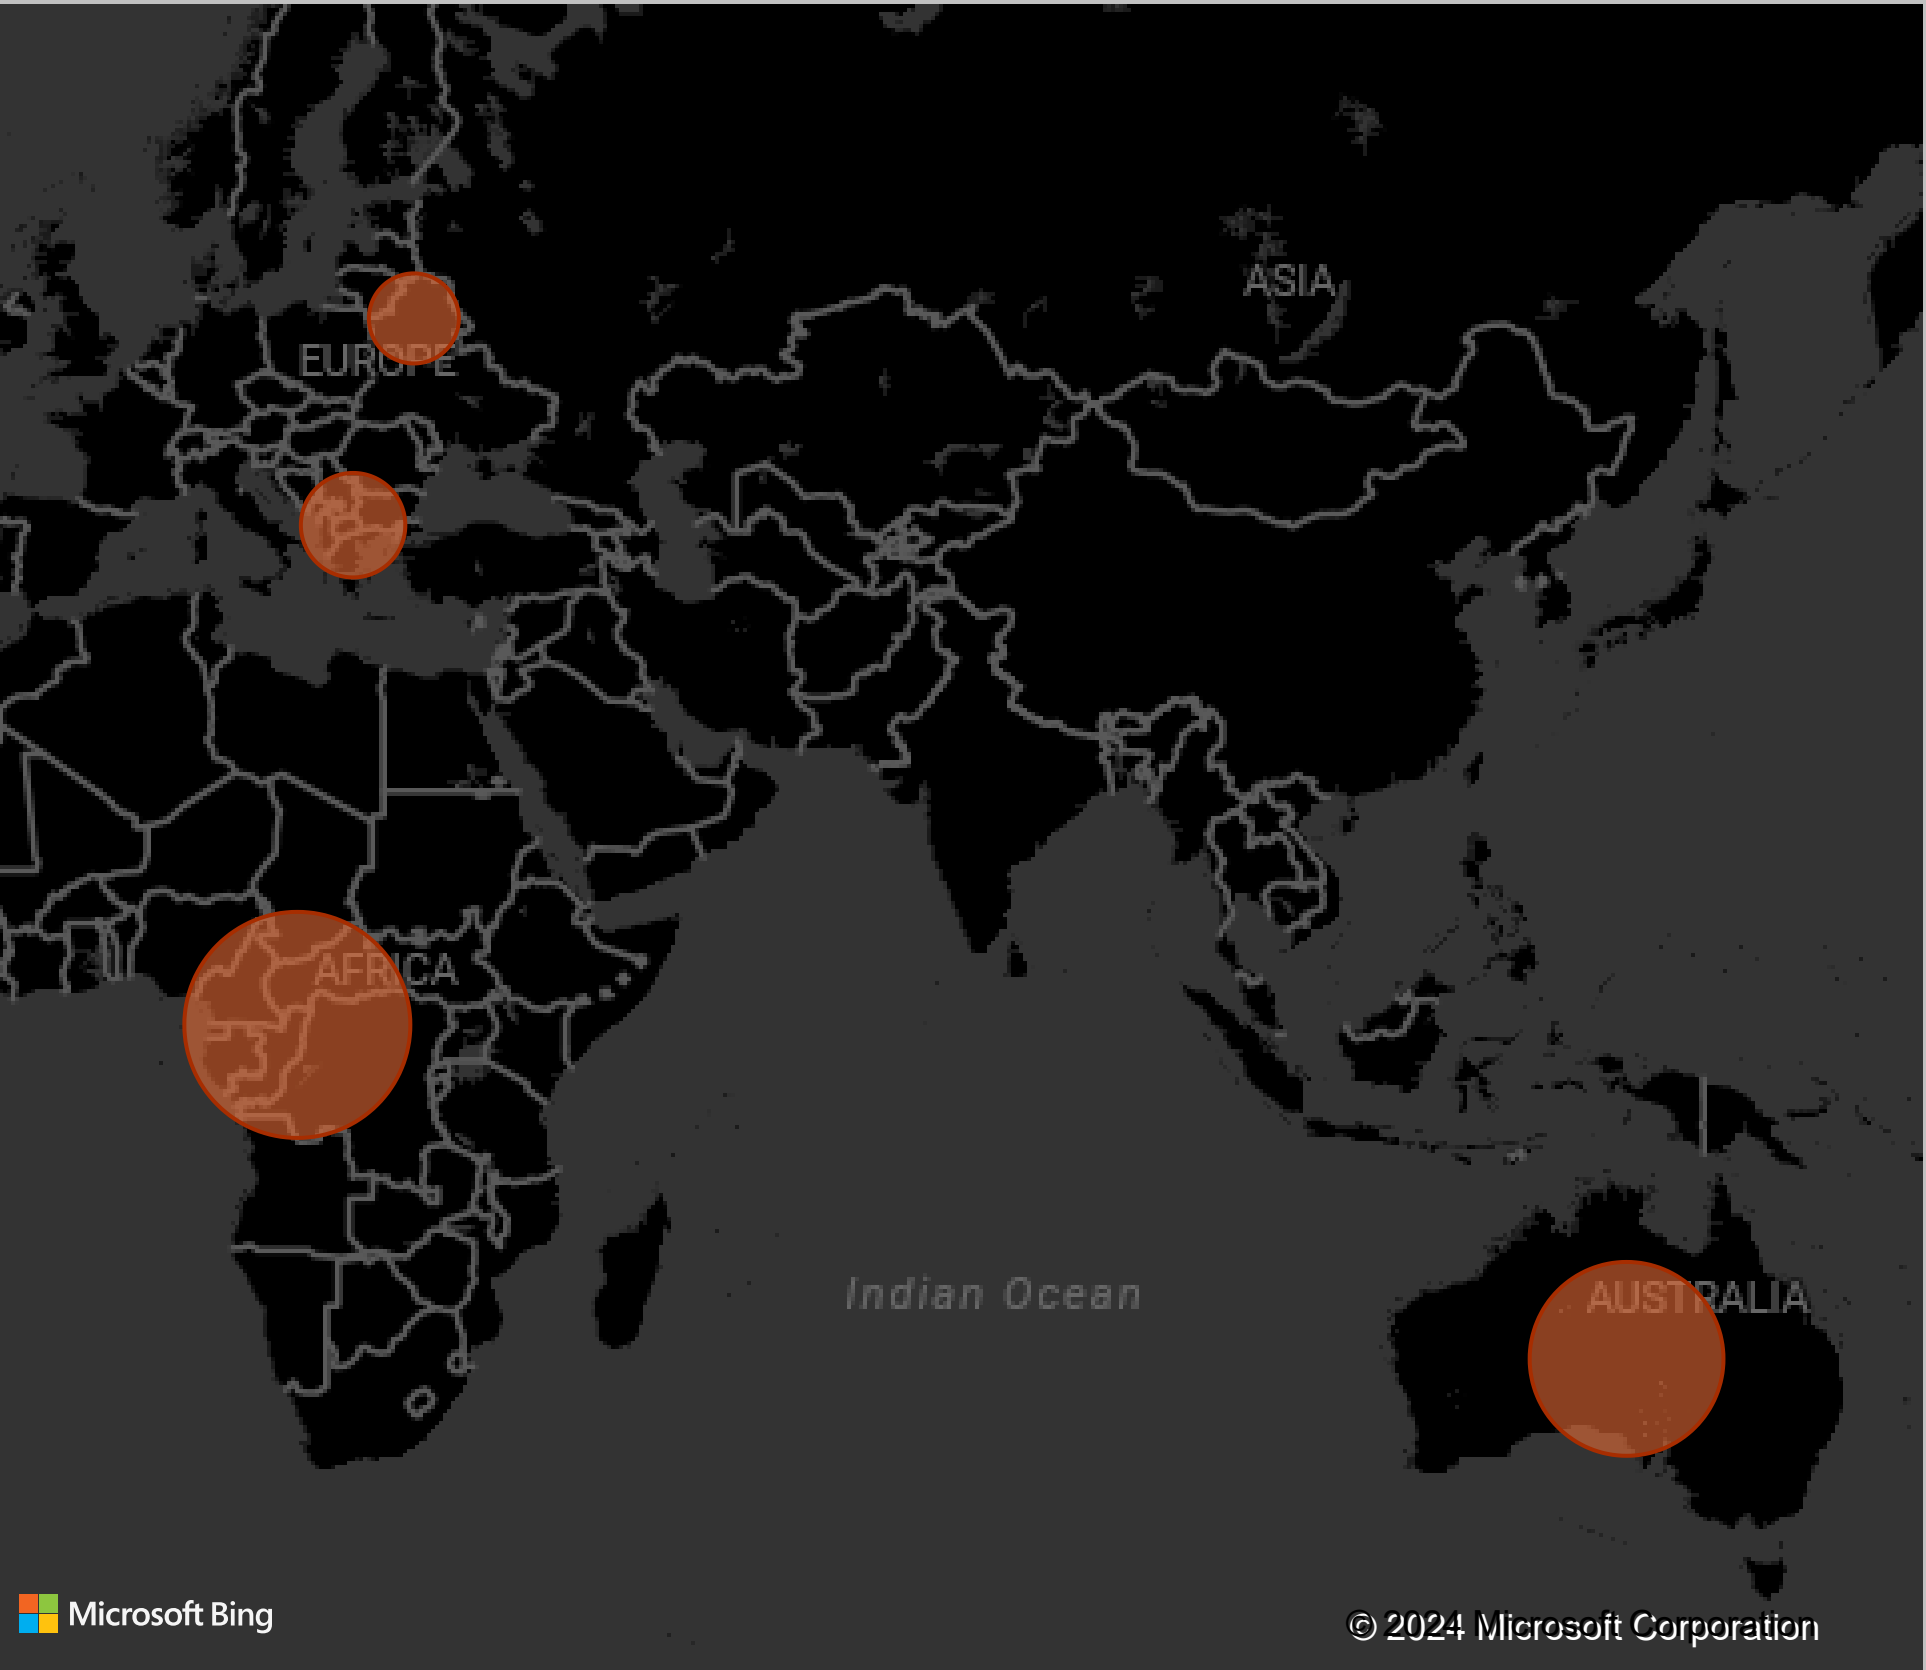 ASIA
EUROPE
AFRICA
Indian Ocean
AUSTRALIA
Microsoft Bing
© 2024 Microsoft Corporation